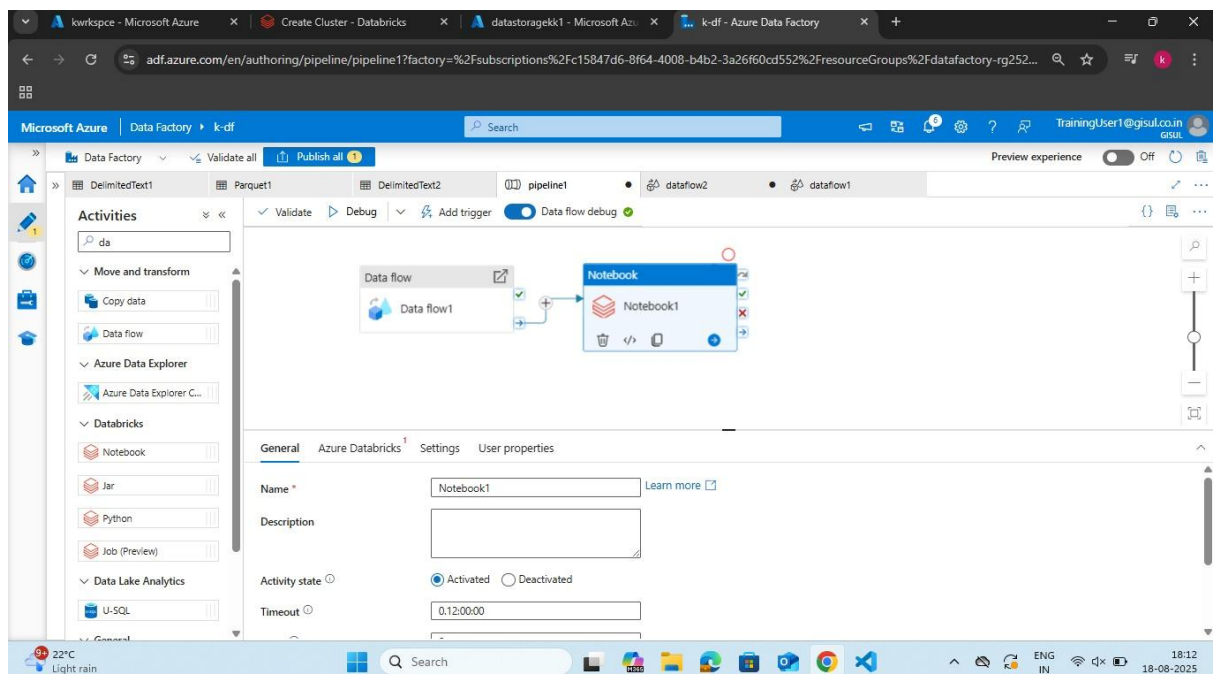 kwrkspce - Microsoft Azure
Create Cluster - Databricks
datastoragekk1 - Microsoft Azu
k-df - Azure Data Factory
adf.azure.com/en/authoring/pipeline/pipeline1?factory=%2Fsubscriptions%2Fc15847d6-8f64-4008-b4b2-3a26f60cd552%2FresourceGroups%2Fdatafactory-rg252...
k
Microsoft Azure | Data Factory ▸ k-df
Search
6
TrainingUser1@gisul.co.in
GISUL
Data Factory
Validate all
Publish all 1
Preview experience
Off
DelimitedText1
Parquet1
DelimitedText2
pipeline1
dataflow2
dataflow1
1
Activities
Validate
Debug
Add trigger
Data flow debug
da
Move and transform
Copy data
Data flow
Azure Data Explorer
Azure Data Explorer C...
Databricks
Notebook
Jar
Python
Job (Preview)
Data Lake Analytics
U-SQL
General
Data flow
Data flow1
Notebook
Notebook1
General
Azure Databricks 1
Settings
User properties
Name *
Notebook1
Learn more
Description
Activity state
Activated
Deactivated
Timeout
0.12:00:00
9+
22°C
Light rain
Search
M365
ENG
IN
18:12
18-08-2025